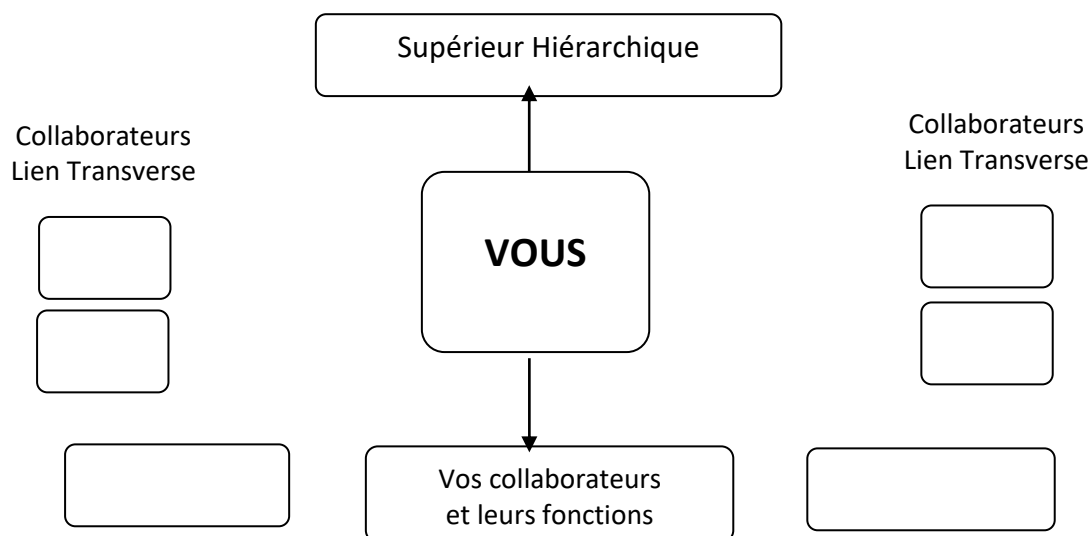 Supérieur Hiérarchique
Collaborateurs
Lien Transverse
Collaborateurs
Lien Transverse
VOUS
Vos collaborateurs
et leurs fonctions